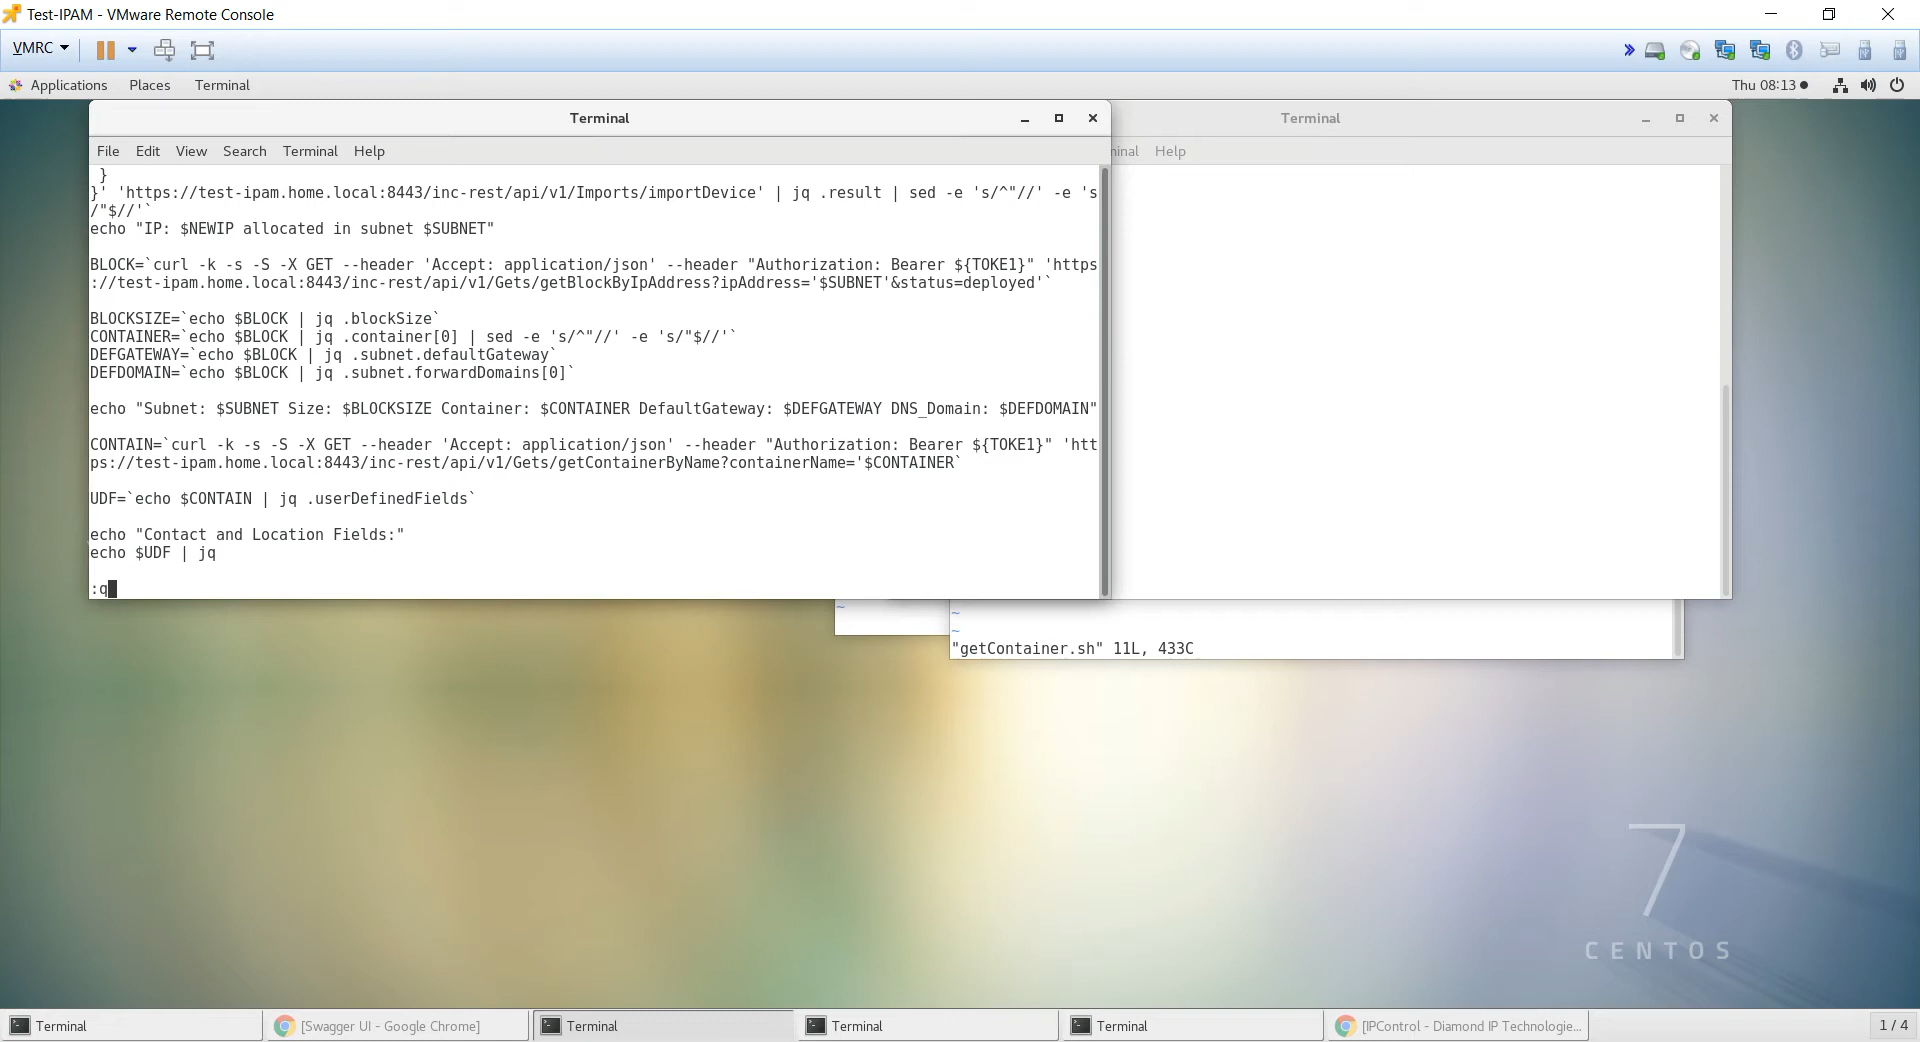 Test-IPAM - VMware Remote Console
VMRC
Applications Places Terminal Thu 08:13
Terminal
File Edit View Search Terminal Help
 }
}' 'https://test-ipam.home.local:8443/inc-rest/api/v1/Imports/importDevice' | jq .result | sed -e 's/^"//' -e 's
/"$//'`
echo "IP: $NEWIP allocated in subnet $SUBNET"
BLOCK=`curl -k -s -S -X GET --header 'Accept: application/json' --header "Authorization: Bearer ${TOKE1}" 'https
://test-ipam.home.local:8443/inc-rest/api/v1/Gets/getBlockByIpAddress?ipAddress='$SUBNET'&status=deployed'`
BLOCKSIZE=`echo $BLOCK | jq .blockSize`
CONTAINER=`echo $BLOCK | jq .container[0] | sed -e 's/^"//' -e 's/"$//'`
DEFGATEWAY=`echo $BLOCK | jq .subnet.defaultGateway`
DEFDOMAIN=`echo $BLOCK | jq .subnet.forwardDomains[0]`
echo "Subnet: $SUBNET Size: $BLOCKSIZE Container: $CONTAINER DefaultGateway: $DEFGATEWAY DNS_Domain: $DEFDOMAIN"
CONTAIN=`curl -k -s -S -X GET --header 'Accept: application/json' --header "Authorization: Bearer ${TOKE1}" 'htt
ps://test-ipam.home.local:8443/inc-rest/api/v1/Gets/getContainerByName?containerName='$CONTAINER`
UDF=`echo $CONTAIN | jq .userDefinedFields`
echo "Contact and Location Fields:"
echo $UDF | jq
:q
Terminal
minal Help
~
~
~
"getContainer.sh" 11L, 433C
7
CENTOS
Terminal
[Swagger UI - Google Chrome]
Terminal
Terminal
Terminal
[IPControl - Diamond IP Technologie...
1 / 4